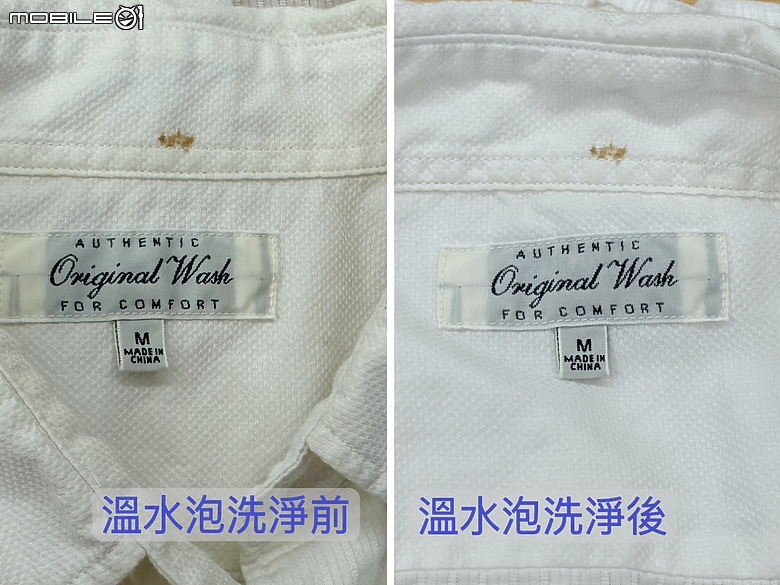 MOBILE01
AUTHENTIC
Original Wash
FOR COMFORT
M
MADE IN
CHINA
溫水泡洗淨前
AUTHENTIC
Original Wash
FOR COMFORT
M
MADE IN
CHINA
溫水泡洗淨後